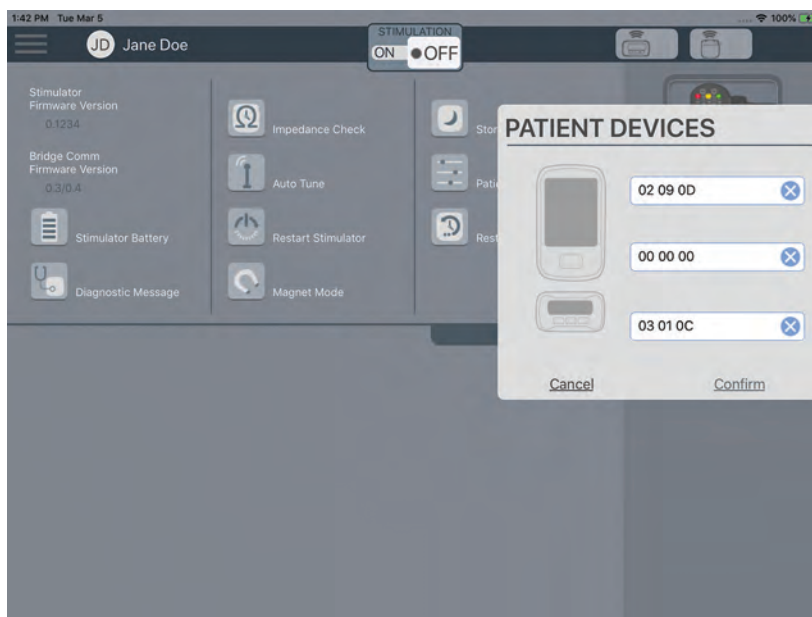 1:42 PM Tue Mar 5
100%
JD Jane Doe
STIMULATION
ON OFF
Stimulator
Firmware Version
0.1234
Bridge Comm
Firmware Version
0.3/0.4
Stimulator Battery
Diagnostic Message
Impedance Check
Auto Tune
Restart Stimulator
Magnet Mode
PATIENT DEVICES
02 09 0D
00 00 00
03 01 0C
Cancel
Confirm